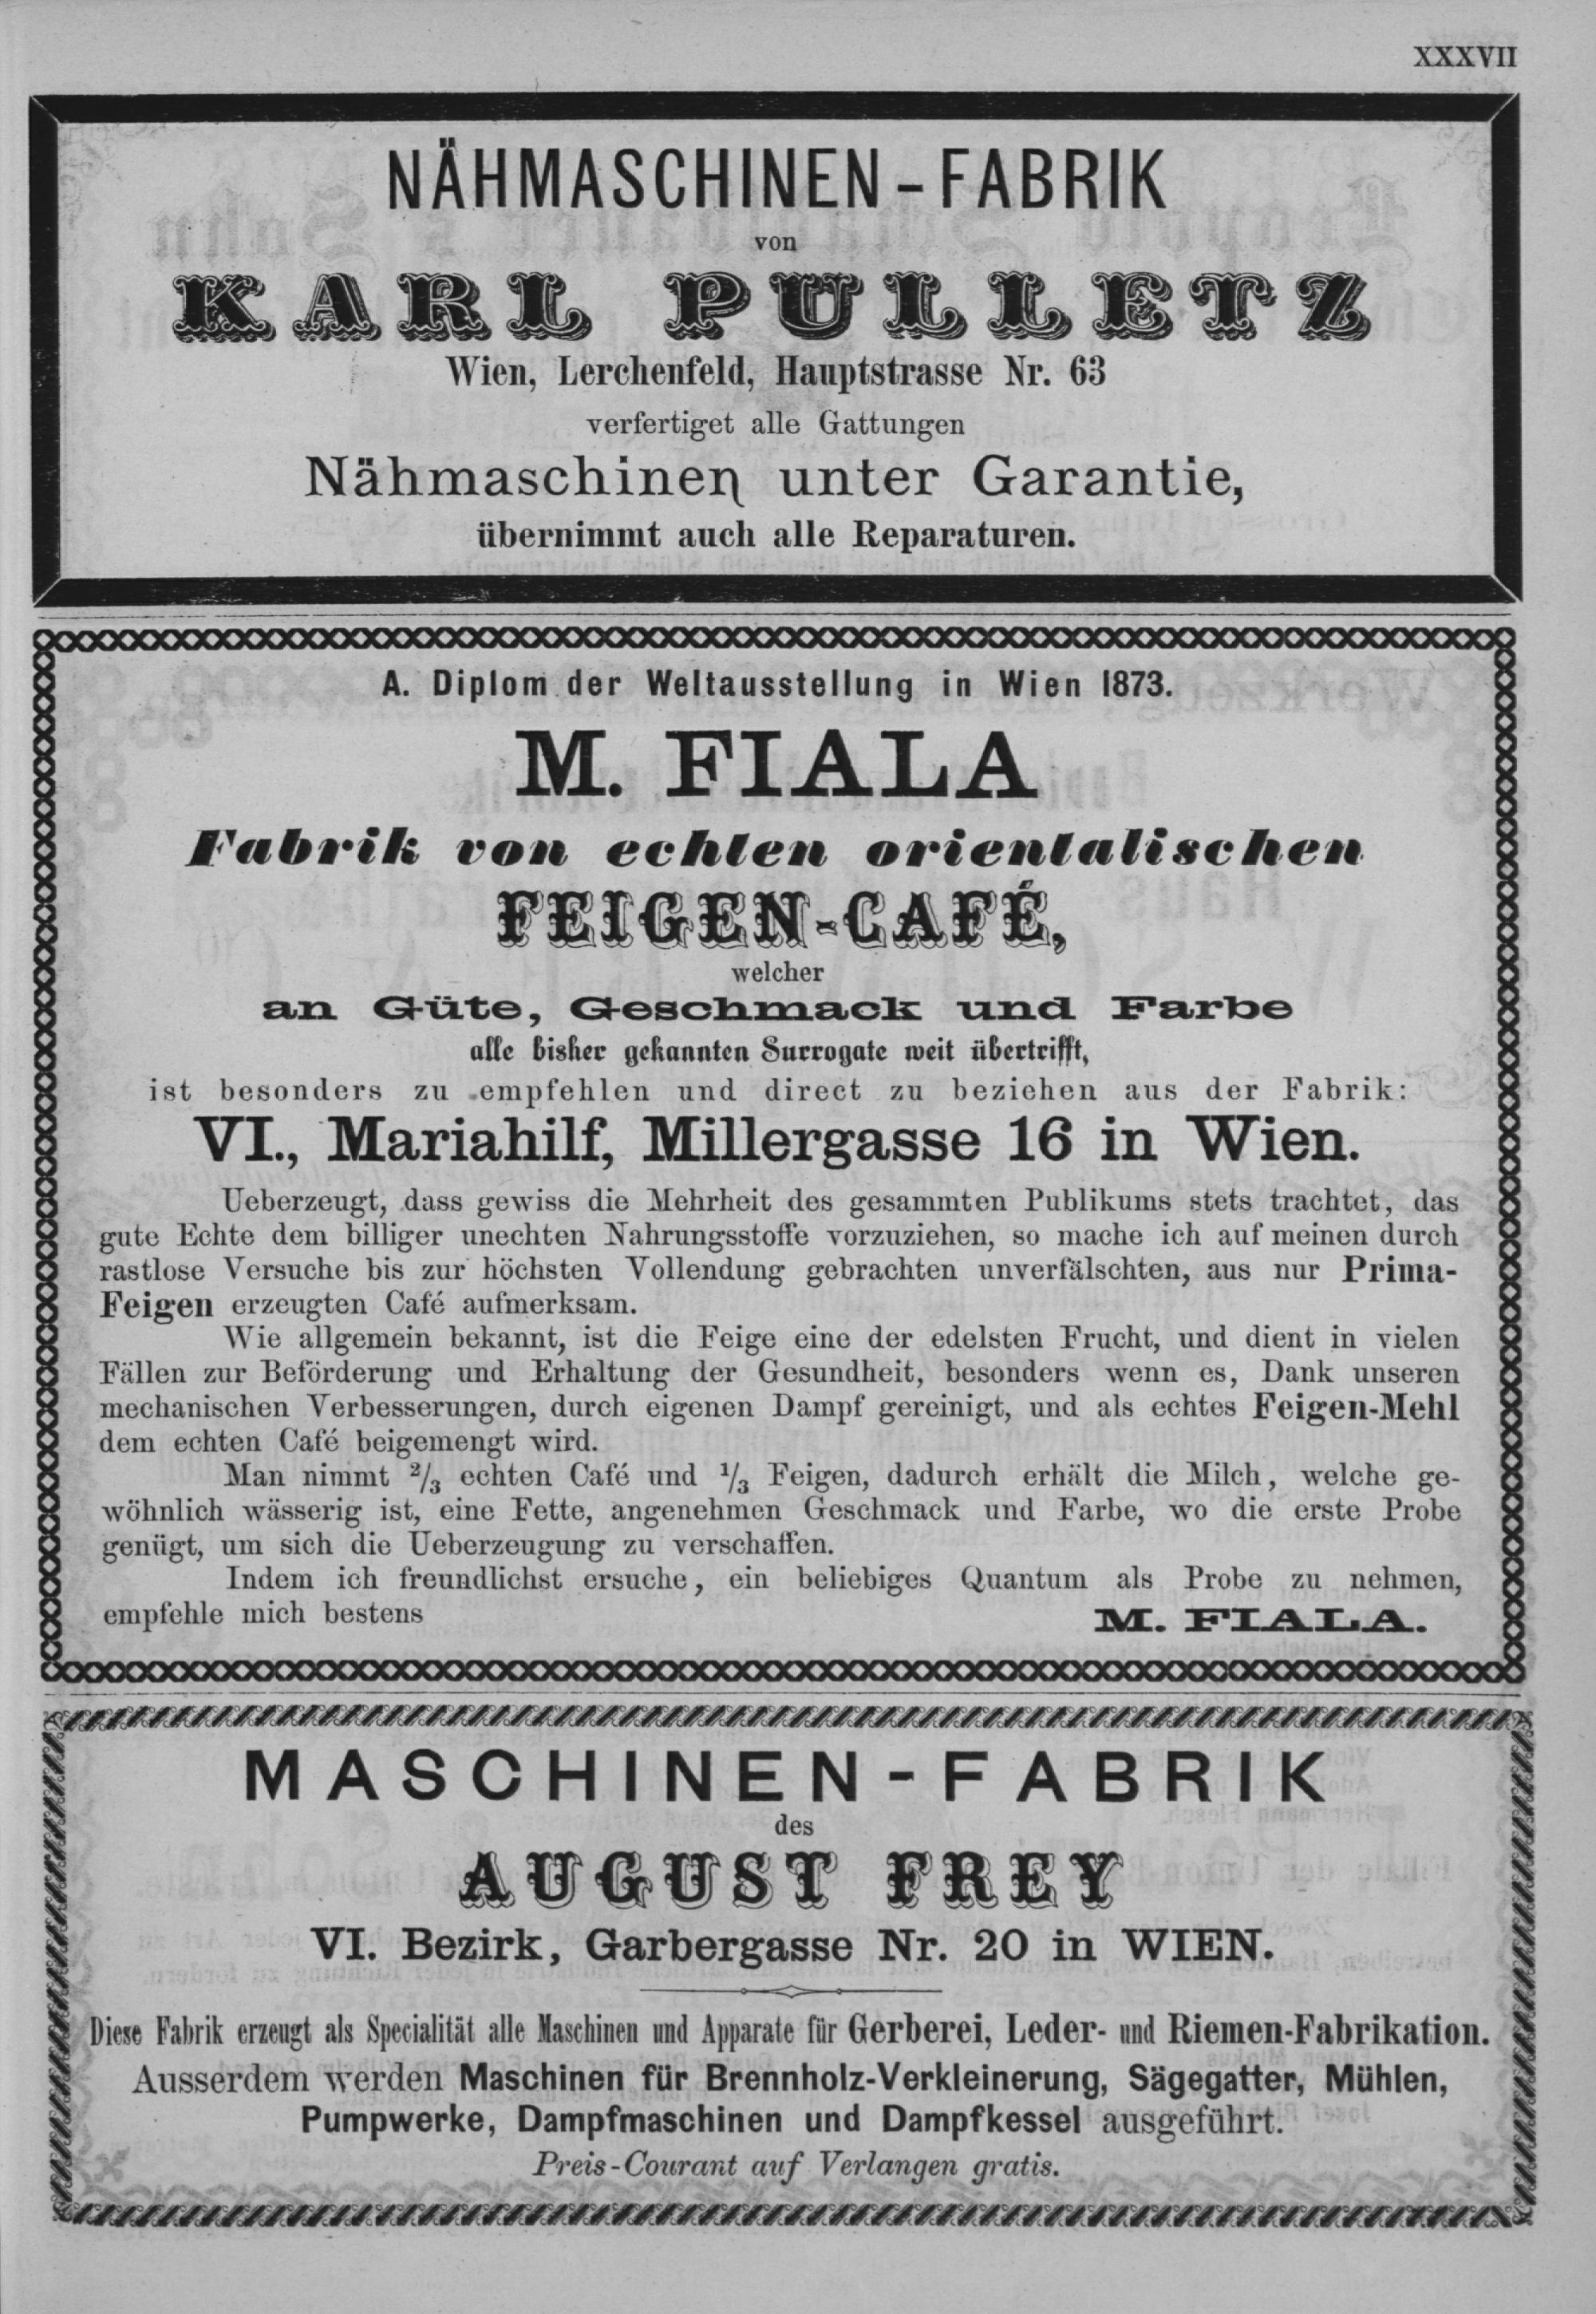 XXXVII
NÄHMASCHINEN-FABRIK
von
KARL PULLETZ
Wien, Lerchenfeld, Hauptstrasse Nr. 63
verfertiget alle Gattungen
Nähmaschinen unter Garantie,
übernimmt auch alle Reparaturen.
A. Diplom der Weltausstellung in Wien 1873.
M. FIALA
Fabrik von echten orientalischen
FEIGEN-CAFÉ,
welcher
an Güte, Geschmack und Farbe
alle bisher gekannten Surrogate weit übertrifft,
ist besonders zu empfehlen und direct zu beziehen aus der Fabrik:
VI., Mariahilf, Millergasse 16 in Wien.
Ueberzeugt, dass gewiss die Mehrheit des gesammten Publikums stets trachtet, das
gute Echte dem billiger unechten Nahrungsstoffe vorzuziehen, so mache ich auf meinen durch
rastlose Versuche bis zur höchsten Vollendung gebrachten unverfälschten, aus nur Prima-
Feigen erzeugten Café aufmerksam.
Wie allgemein bekannt, ist die Feige eine der edelsten Frucht, und dient in vielen
Fällen zur Beförderung und Erhaltung der Gesundheit, besonders wenn es, Dank unseren
mechanischen Verbesserungen, durch eigenen Dampf gereinigt, und als echtes Feigen-Mehl
dem echten Café beigemengt wird.
Man nimmt 2/3 echten Café und 1/3 Feigen, dadurch erhält die Milch, welche ge-
wöhnlich wässerig ist, eine Fette, angenehmen Geschmack und Farbe, wo die erste Probe
genügt, um sich die Ueberzeugung zu verschaffen.
Indem ich freundlichst ersuche, ein beliebiges Quantum als Probe zu nehmen,
empfehle mich bestens M. FIALA.
MASCHINEN-FABRIK
des
AUGUST FREY
VI. Bezirk, Garbergasse Nr. 20 in WIEN.
Diese Fabrik erzeugt als Specialität alle Maschinen und Apparate für Gerberei, Leder- und Riemen-Fabrikation.
Ausserdem werden Maschinen für Brennholz-Verkleinerung, Sägegatter, Mühlen,
Pumpwerke, Dampfmaschinen und Dampfkessel ausgeführt.
Preis-Courant auf Verlangen gratis.